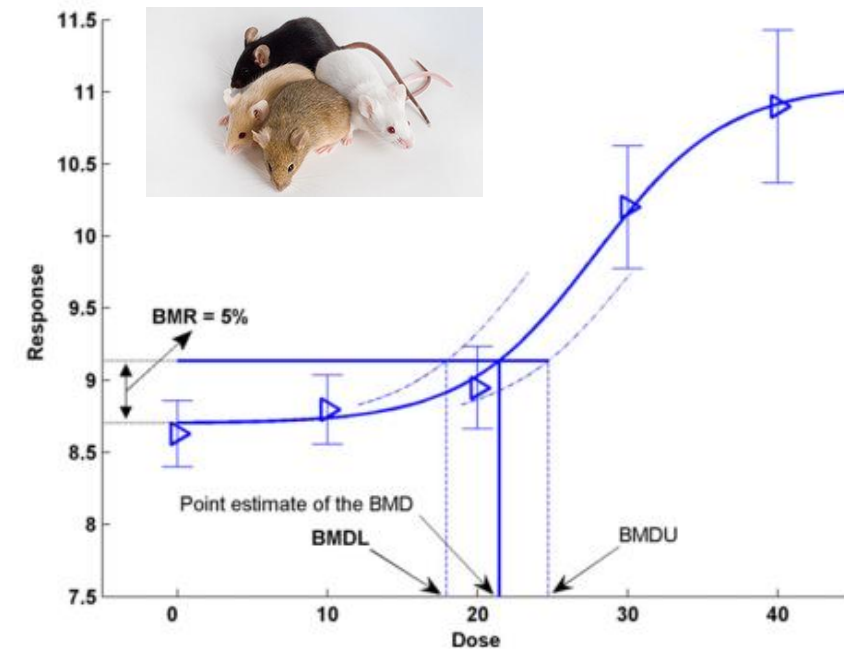 11.5
11
10.5
10
9.5
9
8.5
8
7.5
Response
BMR = 5%
Point estimate of the BMD
BMDL
BMDU
0
10
20
30
40
Dose